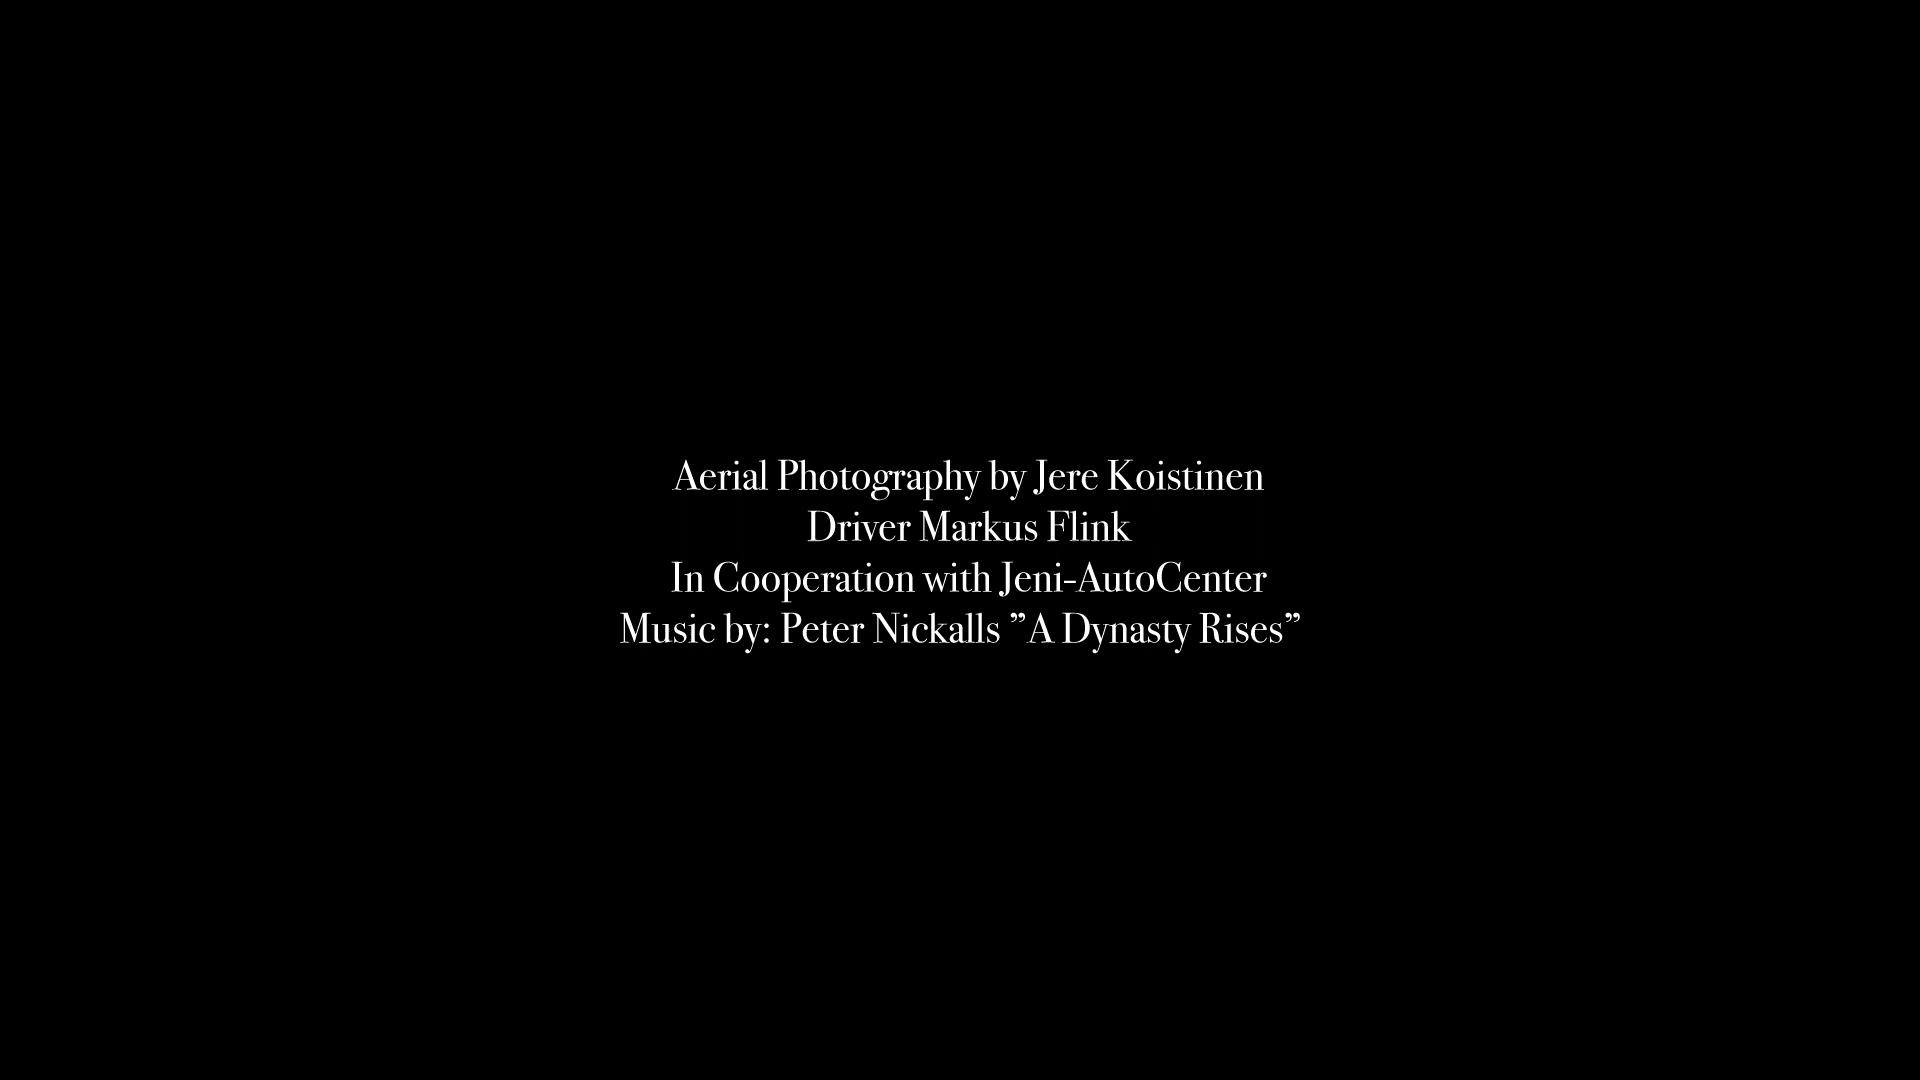 Aerial Photography by Jere Koistinen
Driver Markus Flink
In Cooperation with Jeni-AutoCenter
Music by: Peter Nickalls ”A Dynasty Rises”